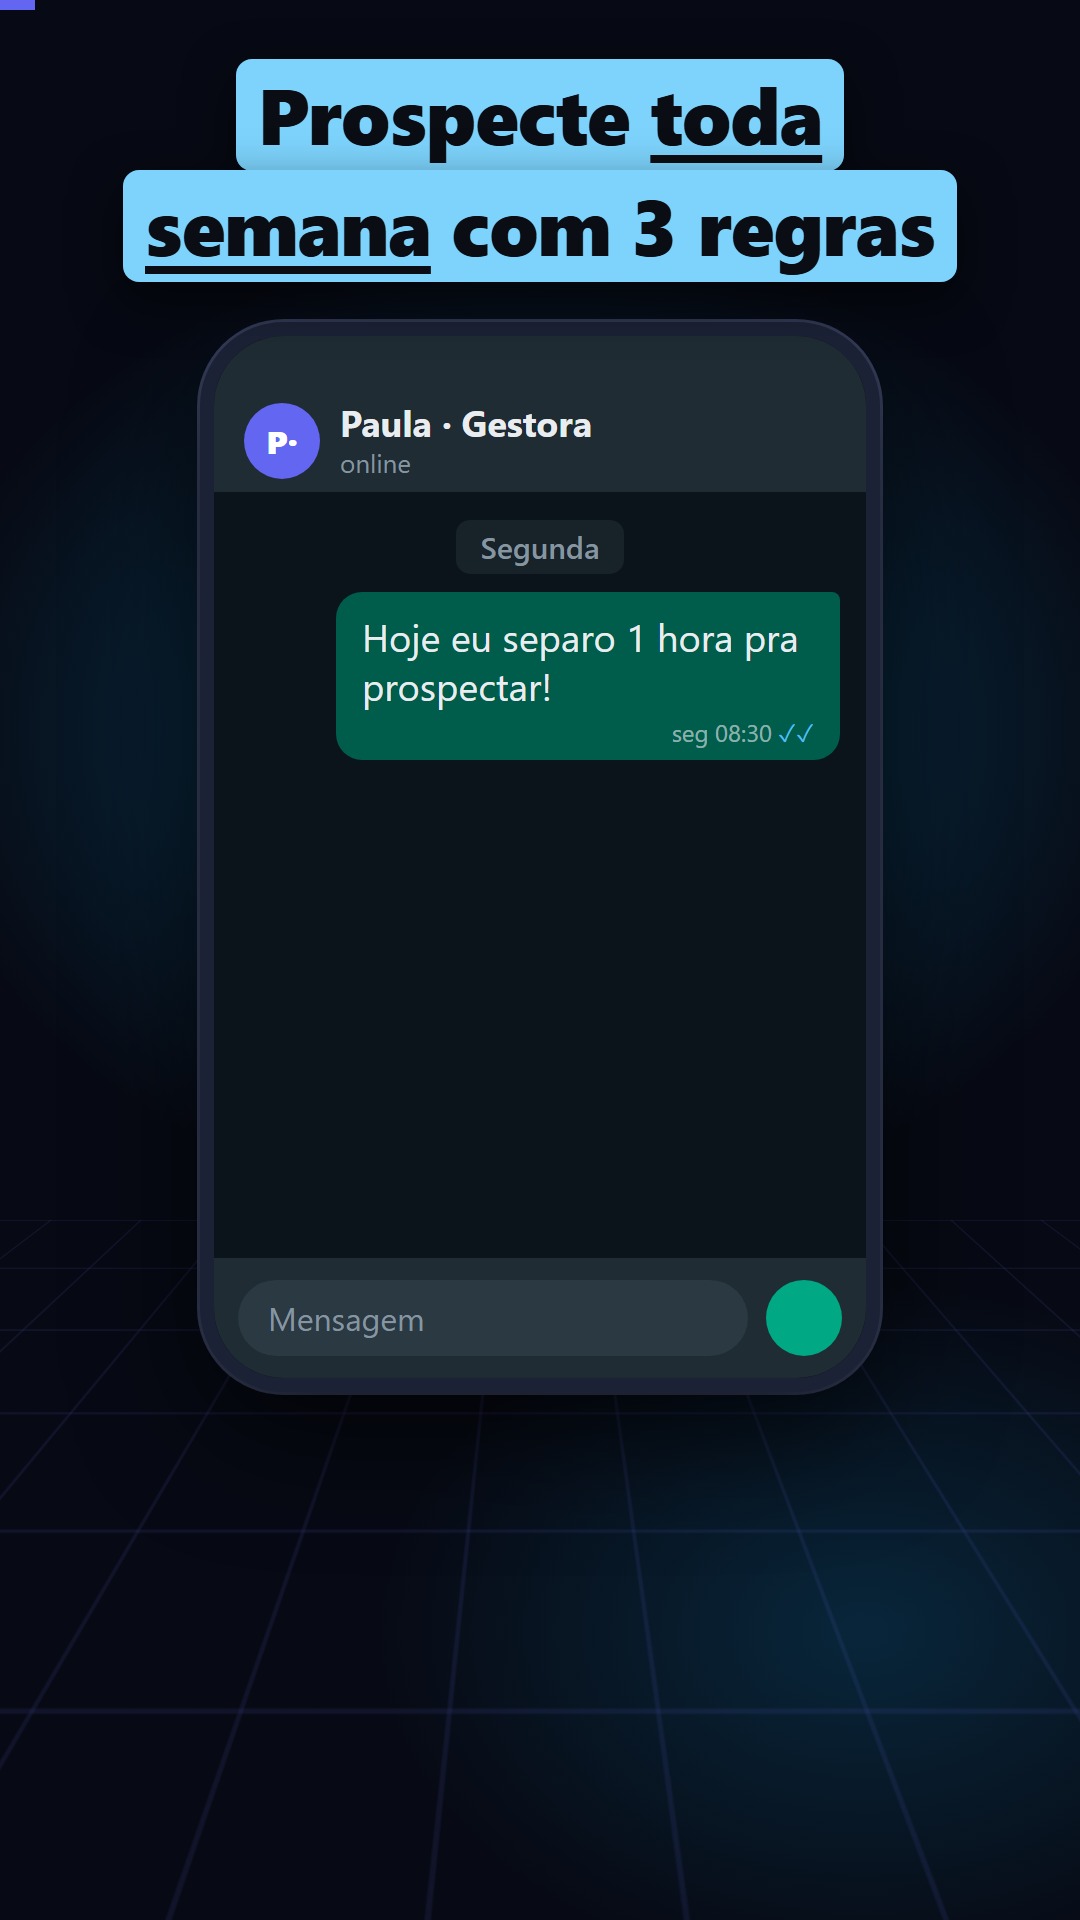 Prospecte toda
semana com 3 regras
P·
Paula · Gestora
online
Segunda
Hoje eu separo 1 hora pra
prospectar!
seg 08:30 ✓✓
Mensagem